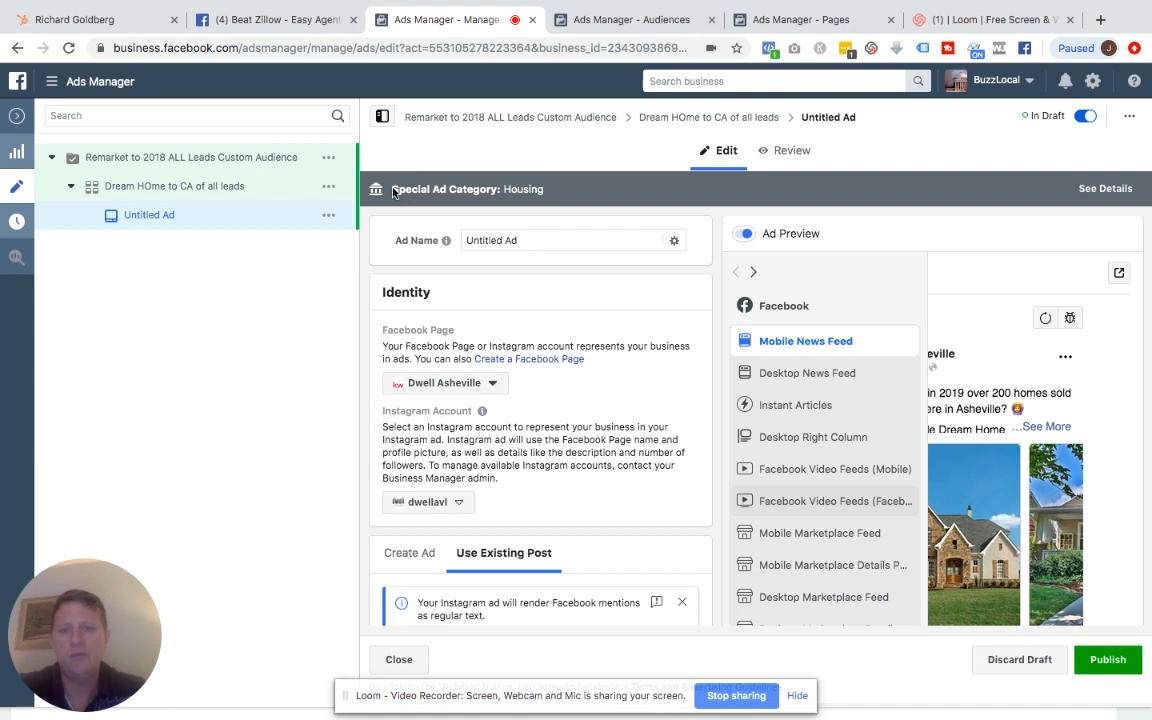 Richard Goldberg
(4) Beat Zillow - Easy Agent
Ads Manager - Manage
Ads Manager - Audiences
Ads Manager - Pages
(1) | Loom | Free Screen & V
business.facebook.com/adsmanager/manage/ads/edit?act=553105278223364&business_id=2343093869...
Paused
J
Ads Manager
Search business
BuzzLocal
Search
Remarket to 2018 ALL Leads Custom Audience
Dream HOme to CA of all leads
Untitled Ad
Remarket to 2018 ALL Leads Custom Audience
Dream HOme to CA of all leads
Untitled Ad
In Draft
Edit
Review
Special Ad Category: Housing
See Details
Ad Name
Untitled Ad
Identity
Facebook Page
Your Facebook Page or Instagram account represents your business
in ads. You can also Create a Facebook Page
kw Dwell Asheville
Instagram Account
Select an Instagram account to represent your business in your
Instagram ad. Instagram ad will use the Facebook Page name and
profile picture, as well as details like the description and number of
followers. To manage available Instagram accounts, contact your
Business Manager admin.
dwellavl
Create Ad
Use Existing Post
Your Instagram ad will render Facebook mentions
as regular text.
Ad Preview
Facebook
Mobile News Feed
Desktop News Feed
Instant Articles
Desktop Right Column
Facebook Video Feeds (Mobile)
Facebook Video Feeds (Faceb...
Mobile Marketplace Feed
Mobile Marketplace Details P...
Desktop Marketplace Feed
eville
in 2019 over 200 homes sold
ere in Asheville?
le Dream Home ...See More
Close
Discard Draft
Publish
Loom - Video Recorder: Screen, Webcam and Mic is sharing your screen.
Stop sharing
Hide